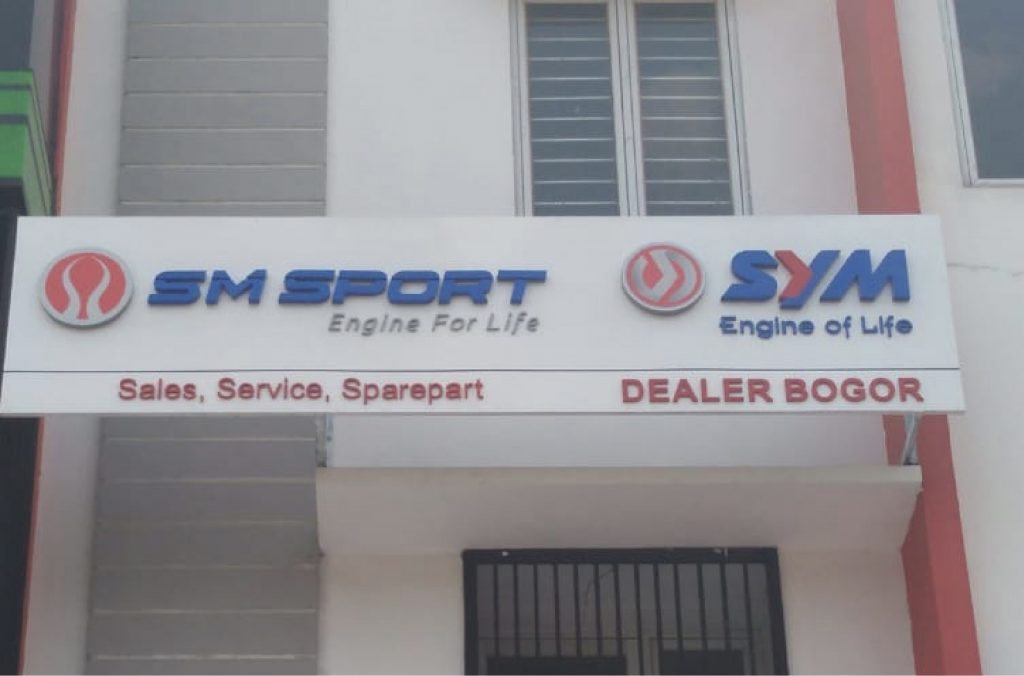 SM SPORT
Engine For Life
SYM
Engine of Life
Sales, Service, Sparepart
DEALER BOGOR